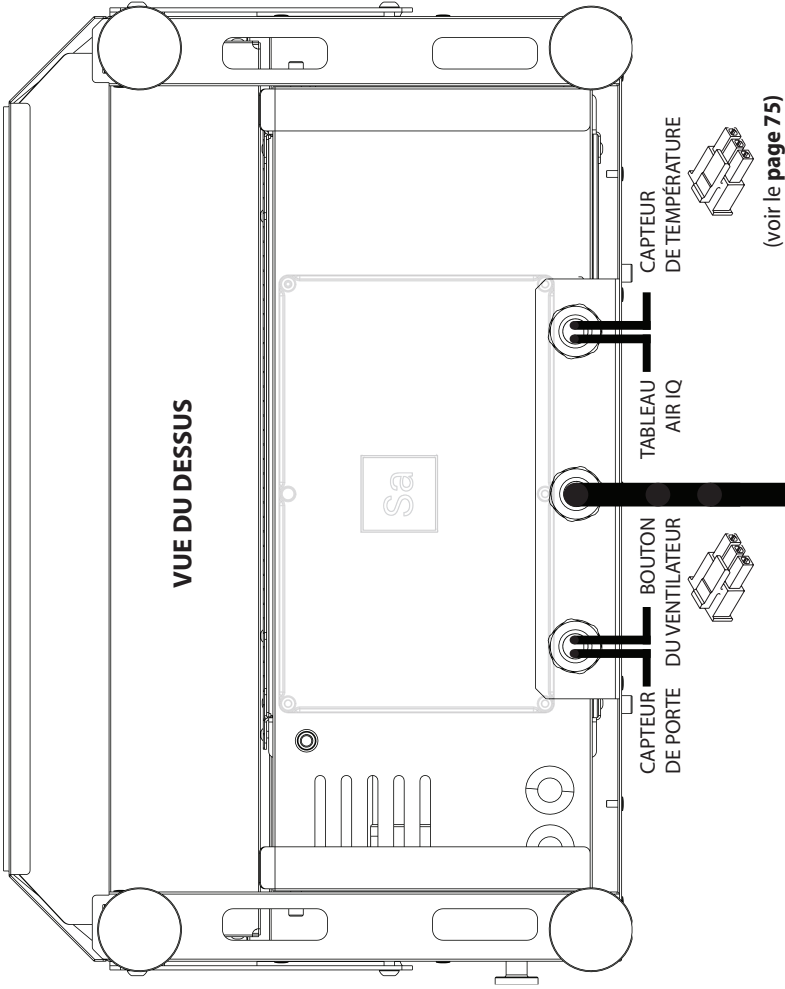 VUE DU DESSUS
Sa
CAPTEUR
DE PORTE
BOUTON
DU VENTILATEUR
TABLEAU
AIR IQ
CAPTEUR
DE TEMPÉRATURE
(voir le page 75)